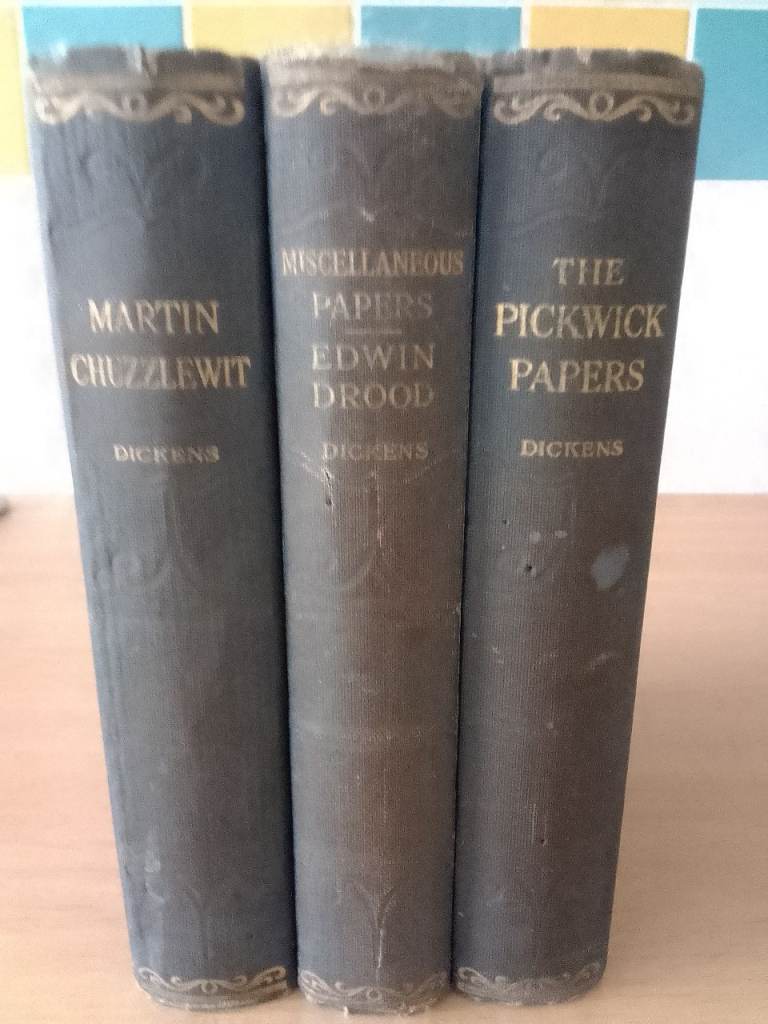 MARTIN
CHUZZLEWIT
DICKENS
MISCELLANEOUS
PAPERS
EDWIN
DROOD
DICKENS
THE
PICKWICK
PAPERS
DICKENS